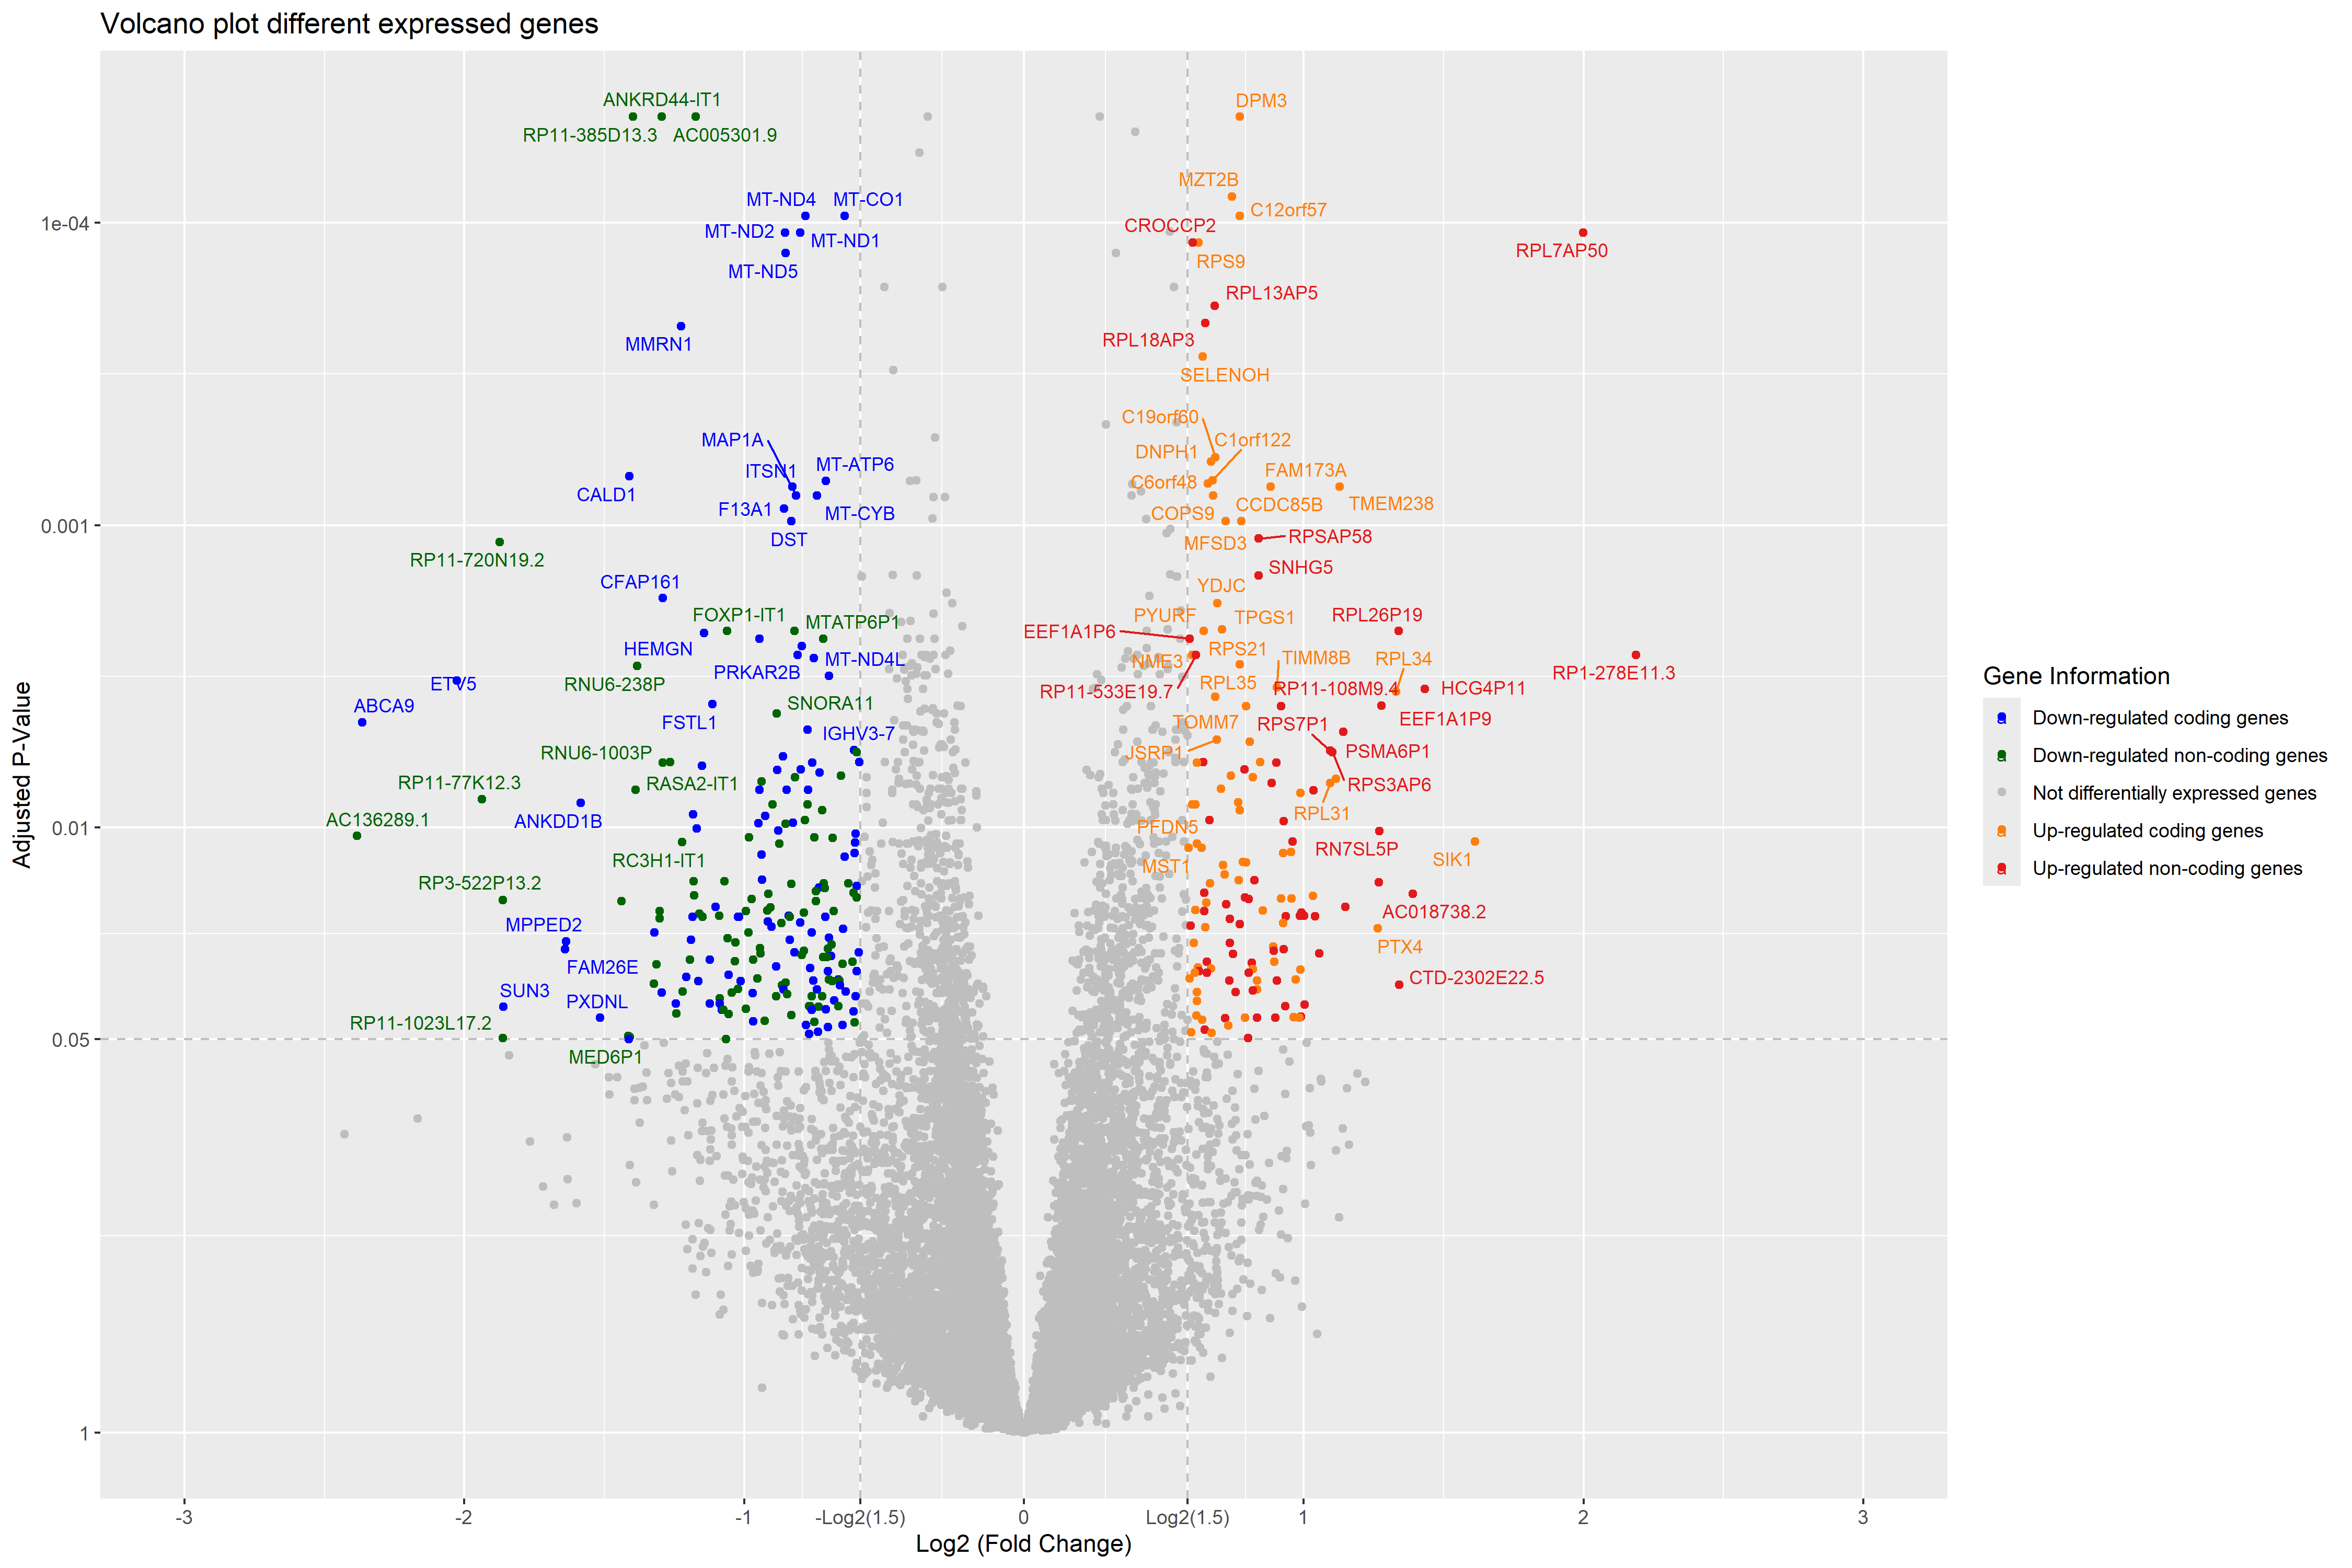 Volcano plot different expressed genes
ANKRD44-IT1
DPM3
RP11-385D13.3 AC005301.9
MZT2B
MT-ND4 MT-CO1
C12orf57
1e-04
CROCCP2
MT-ND2
MT-ND1
RPL7AP50
RPS9
MT-ND5
RPL13AP5
RPL18AP3
MMRN1
SELENOH
C19orf60
MAP1A
C1orf122
DNPH1
MT-ATP6
ITSN1
FAM173A
C6orf48
CALD1
TMEM238
CCDC85B
F13A1
MT-CYB
COPS9
0.001
RPSAP58
DST
MFSD3
RP11-720N19.2
SNHG5
CFAP161
YDJC
FOXP1-IT1
PYURF
RPL26P19
TPGS1
MTATP6P1
EEF1A1P6
HEMGN
RPS21
TIMM8B
RPL34
MT-ND4L
NME3
PRKAR2B
RP1-278E11.3
ETV5
RNU6-238P
RPL35
RP11-108M9.4
HCG4P11
RP11-533E19.7
SNORA11
ABCA9
EEF1A1P9
FSTL1
TOMM7
RPS7P1
IGHV3-7
RNU6-1003P
JSRP1
PSMA6P1
RP11-77K12.3
RASA2-IT1
RPS3AP6
RPL31
AC136289.1
ANKDD1B
PFDN5
0.01
RN7SL5P
RC3H1-IT1
SIK1
MST1
RP3-522P13.2
AC018738.2
MPPED2
PTX4
FAM26E
CTD-2302E22.5
SUN3
PXDNL
RP11-1023L17.2
0.05
MED6P1
1
Adjusted P-Value
-3
-2
-1
-Log2(1.5)
0
Log2(1.5)
1
2
3
Log2 (Fold Change)
Gene Information
a Down-regulated coding genes
a Down-regulated non-coding genes
a Not differentially expressed genes
a Up-regulated coding genes
a Up-regulated non-coding genes